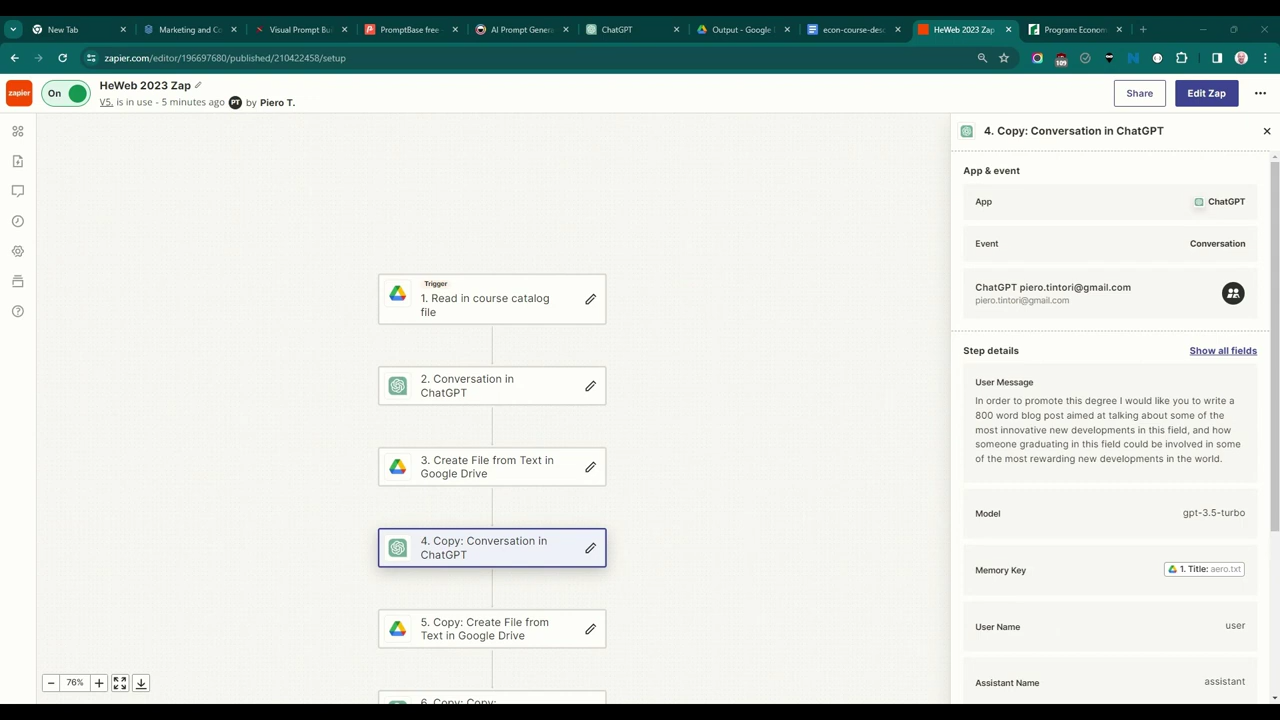 New Tab
Marketing and Co
Visual Prompt Bui
PromptBase free
AI Prompt Genera
ChatGPT
Output - Google D
econ-course-desc
HeWeb 2023 Zap
Program: Econom
zapier.com/editor/196697680/published/210422458/setup
109
zapier
On
HeWeb 2023 Zap
V5. is in use - 5 minutes ago PT by Piero T.
Share
Edit Zap
Trigger
1. Read in course catalog
file
2. Conversation in
ChatGPT
3. Create File from Text in
Google Drive
4. Copy: Conversation in
ChatGPT
5. Copy: Create File from
Text in Google Drive
6. Copy: Copy:
76%
4. Copy: Conversation in ChatGPT
App & event
App
ChatGPT
Event
Conversation
ChatGPT piero.tintori@gmail.com
piero.tintori@gmail.com
Step details
Show all fields
User Message
In order to promote this degree I would like you to write a
800 word blog post aimed at talking about some of the
most innovative new developments in this field, and how
someone graduating in this field could be involved in some
of the most rewarding new developments in the world.
Model
gpt-3.5-turbo
Memory Key
1. Title: aero.txt
User Name
user
Assistant Name
assistant